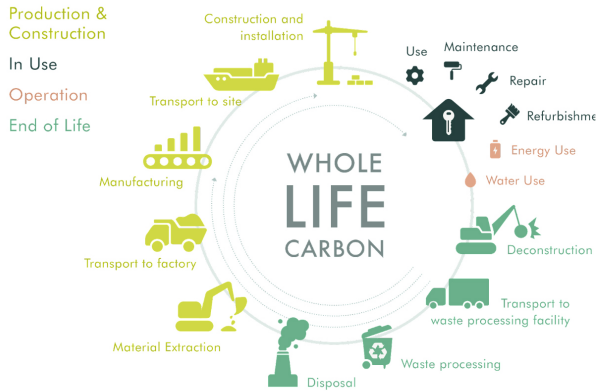 Production &
Construction
In Use
Operation
End of Life
Construction and
installation
Transport to site
Manufacturing
Transport to factory
Material Extraction
Use
Maintenance
Repair
Refurbishme
Energy Use
Water Use
Deconstruction
Transport to
waste processing facility
Waste processing
Disposal
WHOLE
LIFE
CARBON